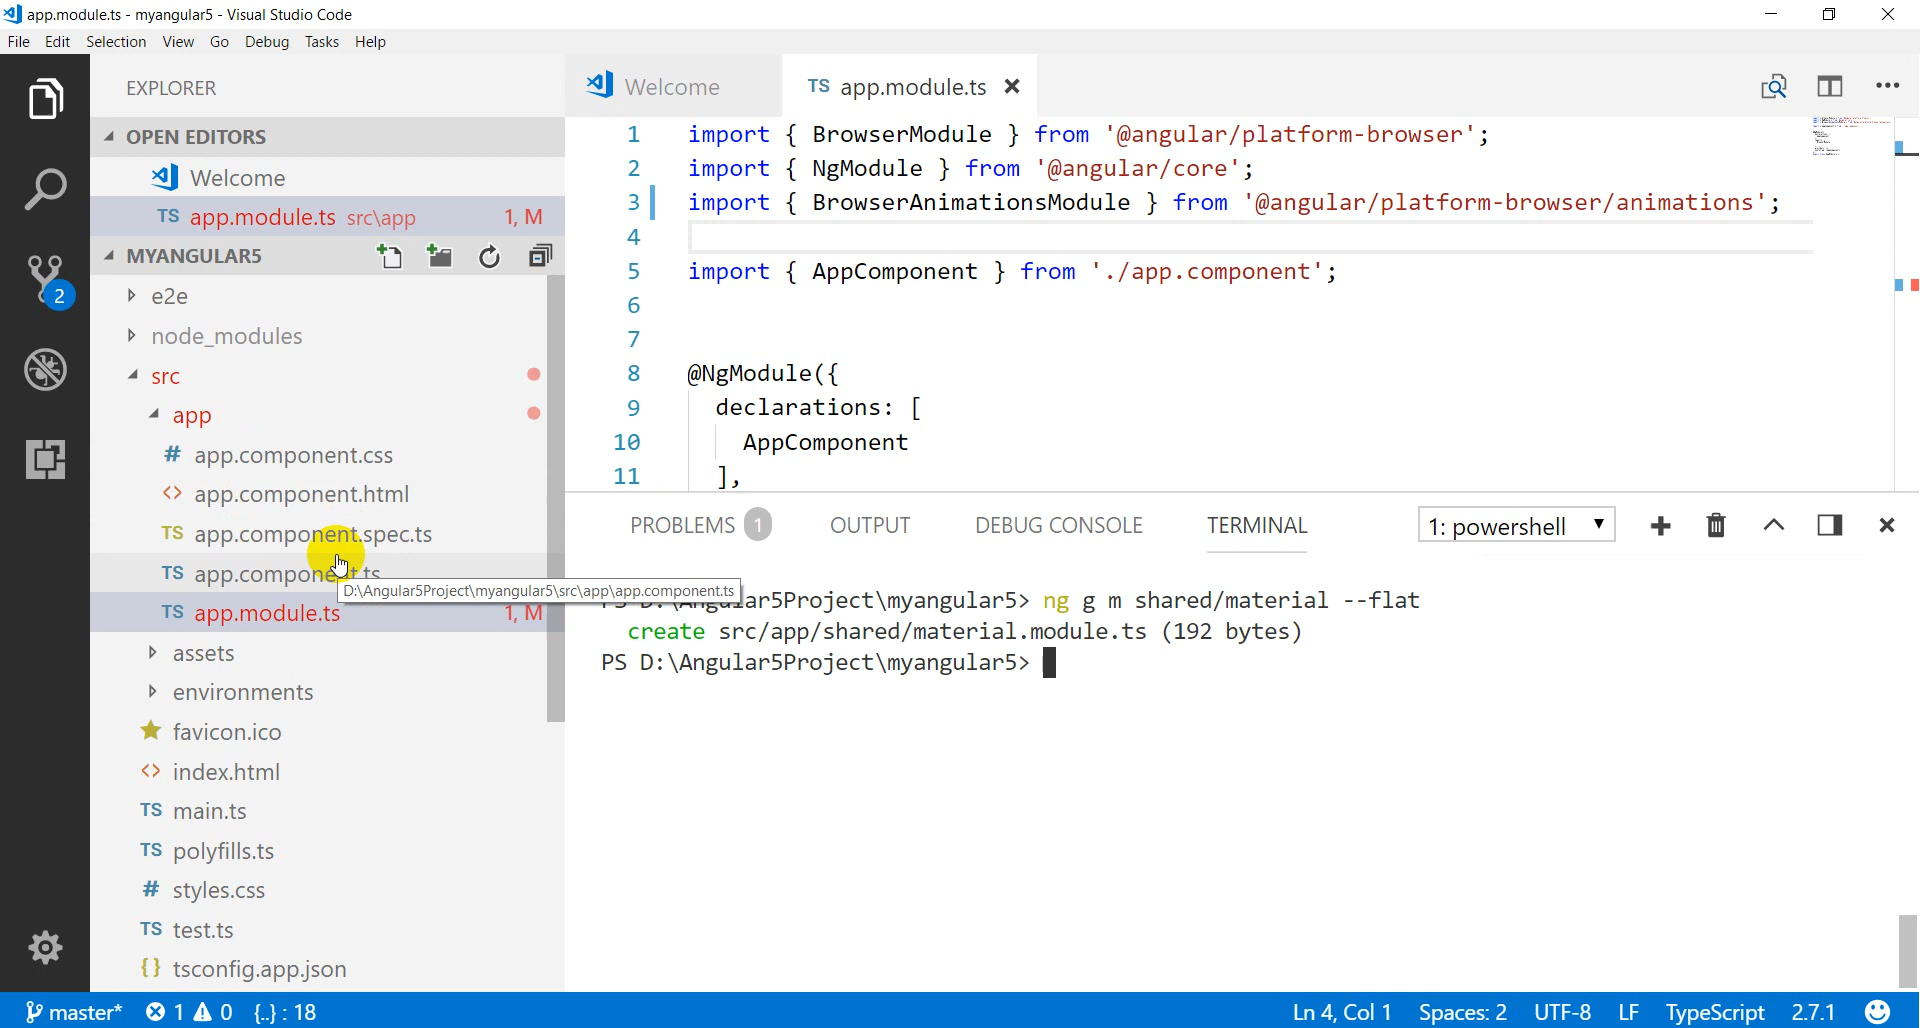 app.module.ts - myangular5 - Visual Studio Code
File Edit Selection View Go Debug Tasks Help
EXPLORER
OPEN EDITORS
Welcome
TS app.module.ts src\app 1, M
MYANGULAR5
e2e
node_modules
src
app
# app.component.css
<> app.component.html
TS app.component.spec.ts
TS app.component.ts
TS app.module.ts 1, M
assets
environments
favicon.ico
<> index.html
TS main.ts
TS polyfills.ts
# styles.css
TS test.ts
{} tsconfig.app.json
2
Welcome
TS app.module.ts
1 import { BrowserModule } from '@angular/platform-browser';
2 import { NgModule } from '@angular/core';
3 import { BrowserAnimationsModule } from '@angular/platform-browser/animations';
4
5 import { AppComponent } from './app.component';
6
7
8 @NgModule({
9 declarations: [
10 AppComponent
11 ],
PROBLEMS 1 OUTPUT DEBUG CONSOLE TERMINAL 1: powershell
D:\Angular5Project\myangular5\src\app\app.component.ts
PS D:\Angular5Project\myangular5> ng g m shared/material --flat
create src/app/shared/material.module.ts (192 bytes)
PS D:\Angular5Project\myangular5>
master* 1 0 {..} : 18 Ln 4, Col 1 Spaces: 2 UTF-8 LF TypeScript 2.7.1